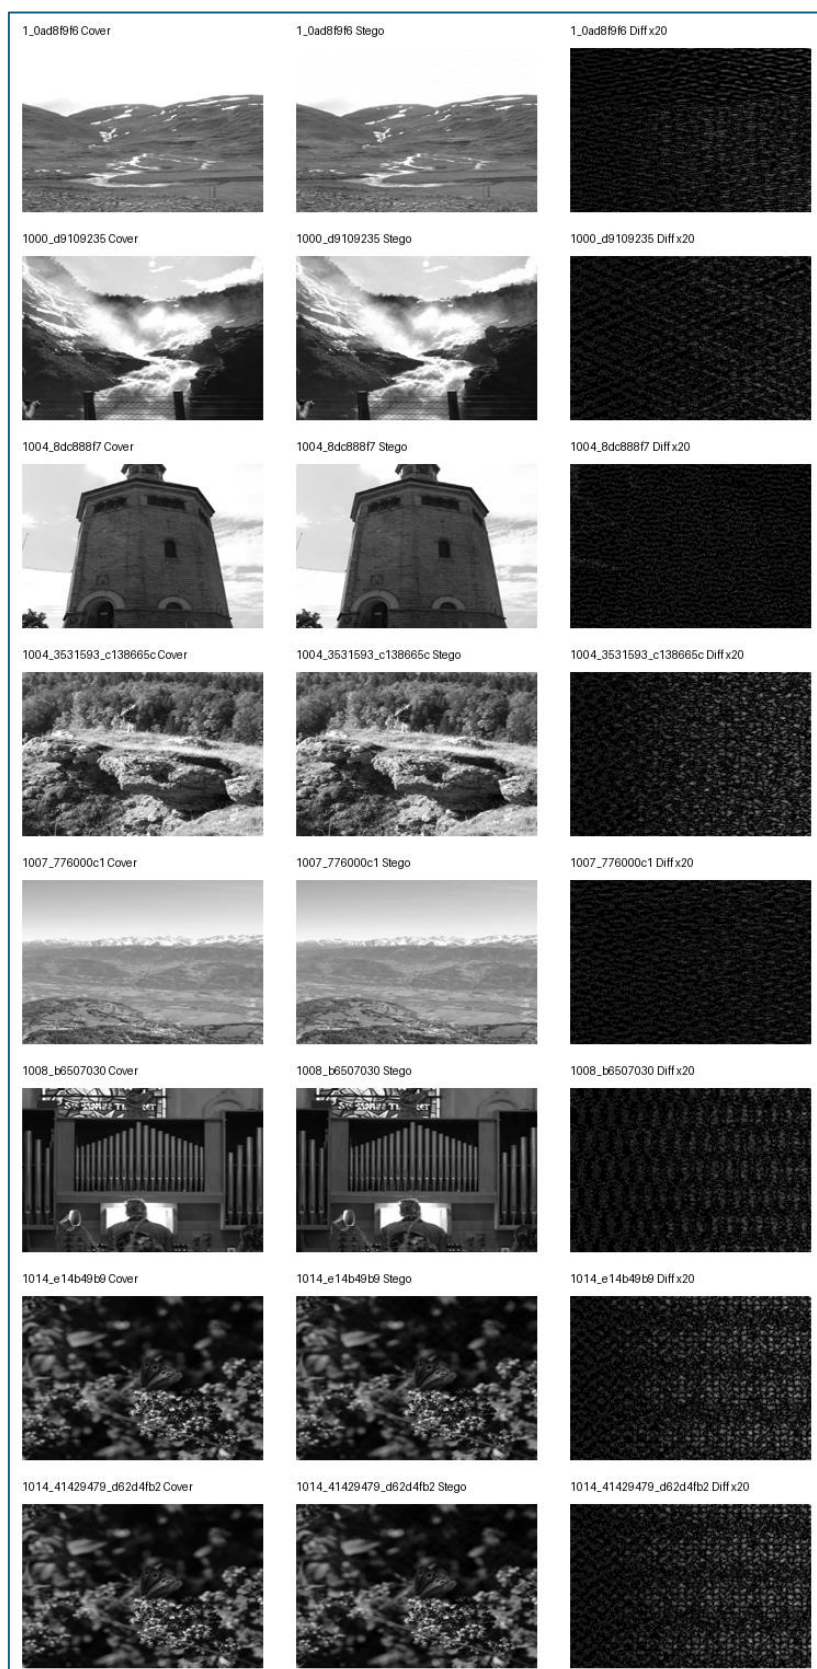 1_0ad8f9f6 Cover 1_0ad8f9f6 Stego 1_0ad8f9f6 Diff x20
1000_d9109235 Cover 1000_d9109235 Stego 1000_d9109235 Diff x20
1004_8dc888f7 Cover 1004_8dc888f7 Stego 1004_8dc888f7 Diff x20
1004_3531593_c138665c Cover 1004_3531593_c138665c Stego 1004_3531593_c138665c Diff x20
1007_776000c1 Cover 1007_776000c1 Stego 1007_776000c1 Diff x20
1008_b6507030 Cover 1008_b6507030 Stego 1008_b6507030 Diff x20
1014_e14b49b9 Cover 1014_e14b49b9 Stego 1014_e14b49b9 Diff x20
1014_41429479_d62d4fb2 Cover 1014_41429479_d62d4fb2 Stego 1014_41429479_d62d4fb2 Diff x20